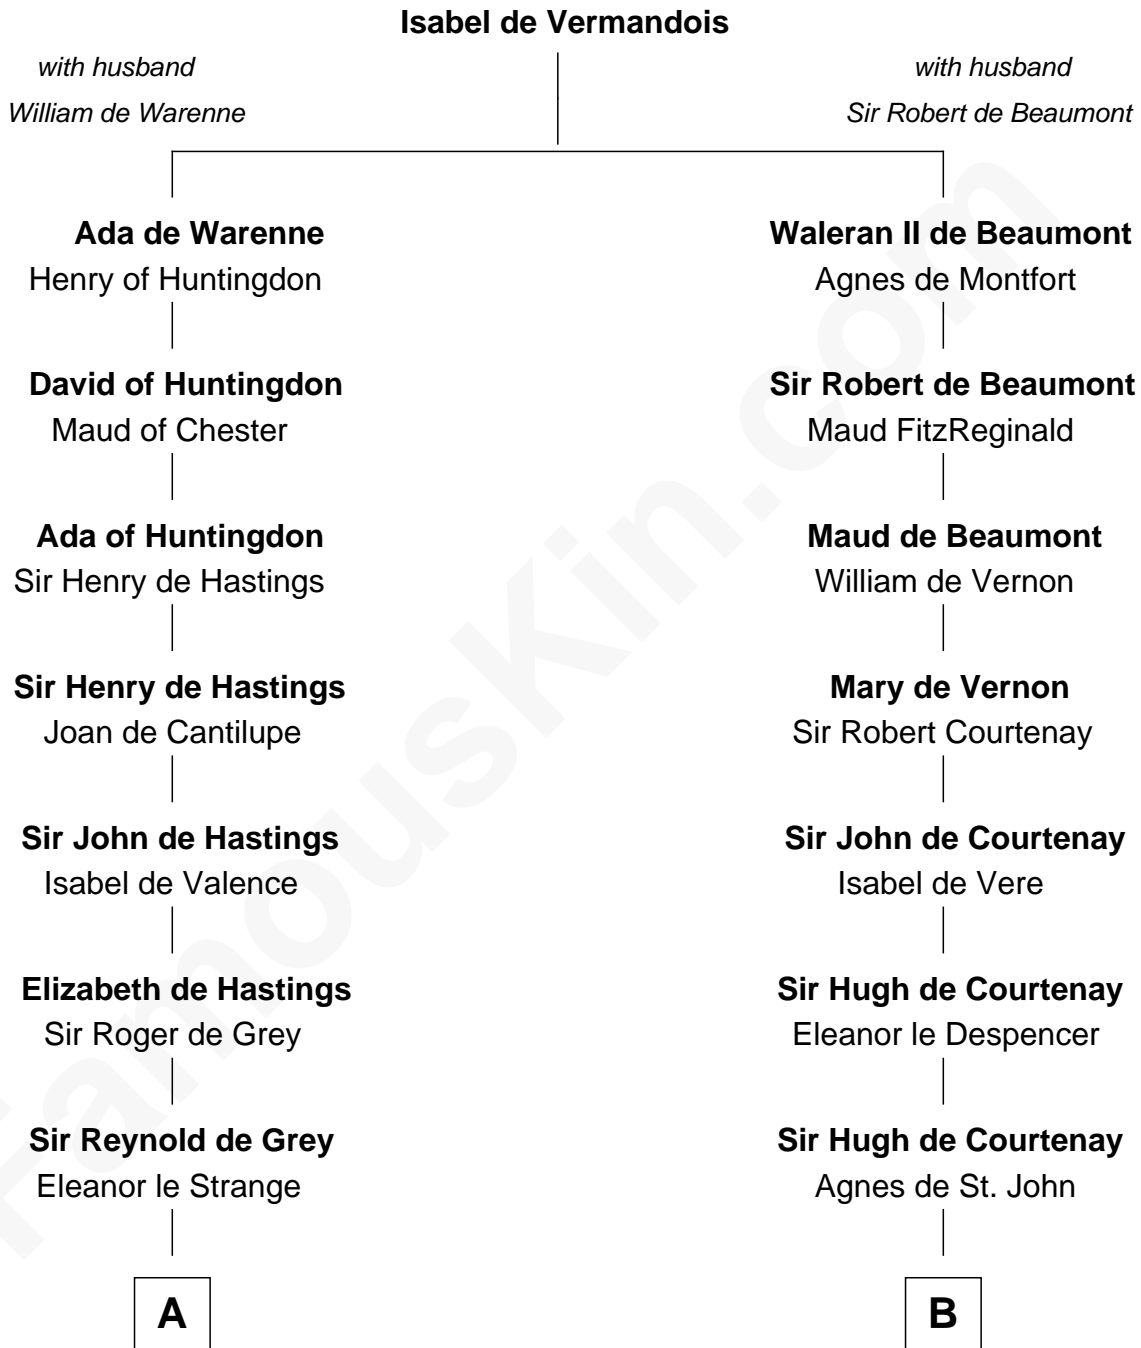 Isabel de Vermandois
with husband
William de Warenne
with husband
Sir Robert de Beaumont
Ada de Warenne
Henry of Huntingdon
Waleran II de Beaumont
Agnes de Montfort
David of Huntingdon
Maud of Chester
Sir Robert de Beaumont
Maud FitzReginald
Ada of Huntingdon
Sir Henry de Hastings
Maud de Beaumont
William de Vernon
Sir Henry de Hastings
Joan de Cantilupe
Mary de Vernon
Sir Robert Courtenay
Sir John de Hastings
Isabel de Valence
Sir John de Courtenay
Isabel de Vere
Elizabeth de Hastings
Sir Roger de Grey
Sir Hugh de Courtenay
Eleanor le Despencer
Sir Reynold de Grey
Eleanor le Strange
Sir Hugh de Courtenay
Agnes de St. John
A
B
FamousKin.com